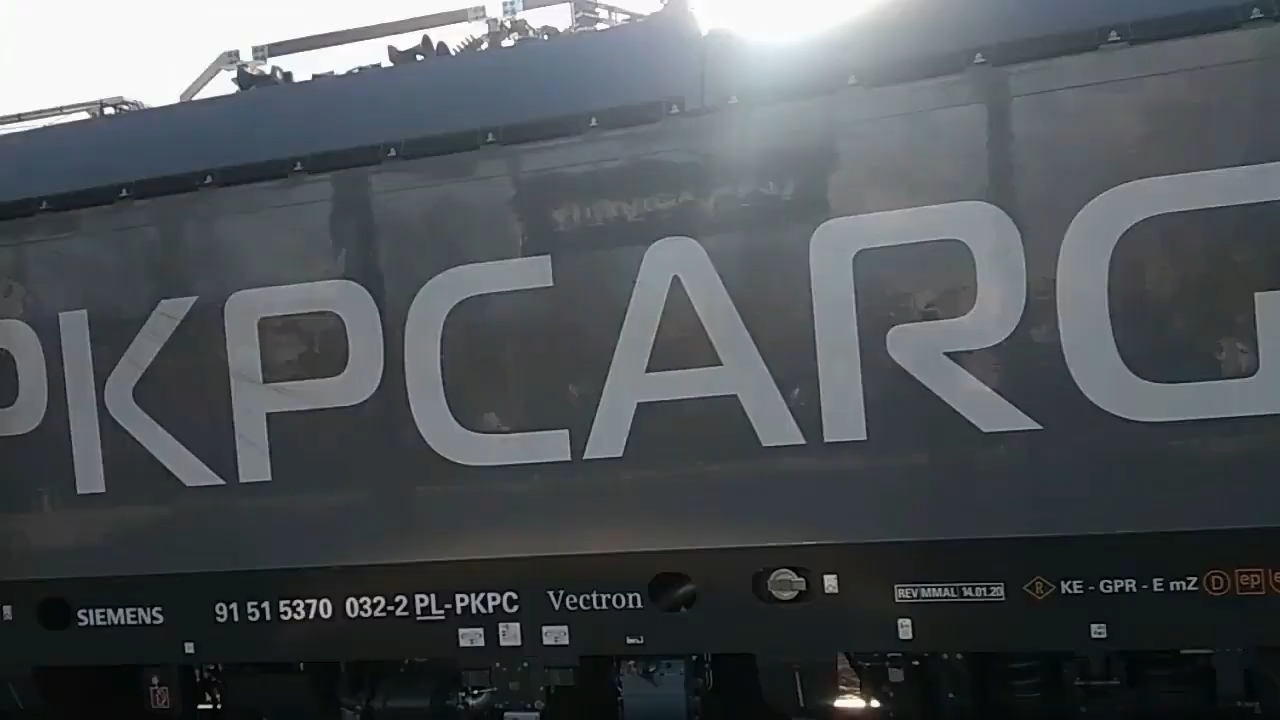 PKPCARG
SIEMENS
91 51 5370 032-2 PL-PKPC
Vectron
REV MMAL 14.01.20
R
KE - GPR - E mZ
D
ep